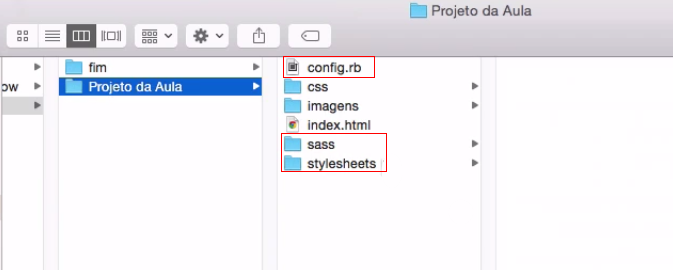 Projeto da Aula
fim
ow
Projeto da Aula
config.rb
css
imagens
index.html
sass
stylesheets